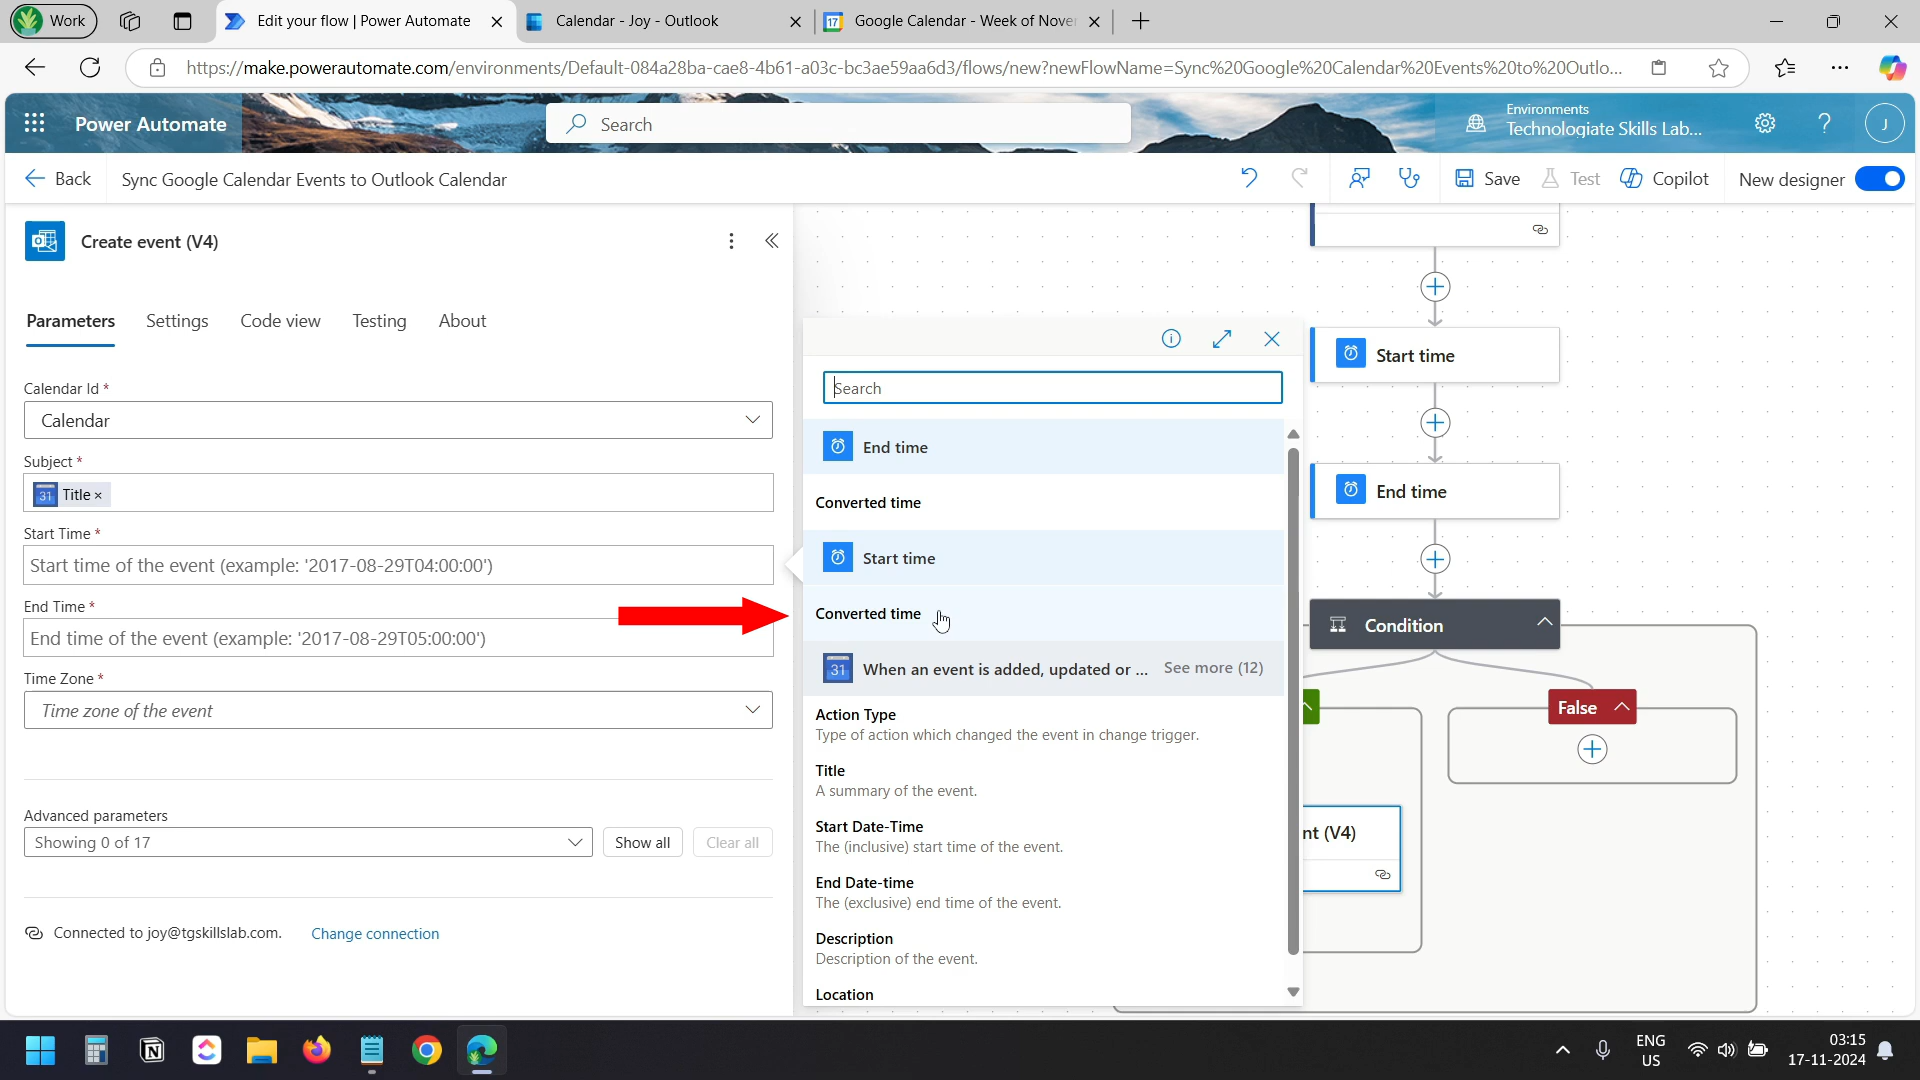 Work
Edit your flow | Power Automate
Calendar - Joy - Outlook
17
Google Calendar - Week of Nove
https://make.powerautomate.com/environments/Default-084a28ba-cae8-4b61-a03c-bc3ae59aa6d3/flows/new?newFlowName=Sync%20Google%20Calendar%20Events%20to%20Outlo...
Power Automate
Search
Environments
Technologiate Skills Lab...
?
J
Back
Sync Google Calendar Events to Outlook Calendar
Save
Test
Copilot
New designer
Create event (V4)
Parameters
Settings
Code view
Testing
About
Calendar Id *
Calendar
Subject *
31 Title ×
Start Time *
Start time of the event (example: '2017-08-29T04:00:00')
End Time *
End time of the event (example: '2017-08-29T05:00:00')
Time Zone *
Time zone of the event
Advanced parameters
Showing 0 of 17
Show all
Clear all
Connected to joy@tgskillslab.com.
Change connection
Search
End time
Converted time
Start time
Converted time
31 When an event is added, updated or ...
See more (12)
Action Type
Type of action which changed the event in change trigger.
Title
A summary of the event.
Start Date-Time
The (inclusive) start time of the event.
End Date-time
The (exclusive) end time of the event.
Description
Description of the event.
Location
Start time
End time
Condition
False
nt (V4)
ENG
US
03:15
17-11-2024